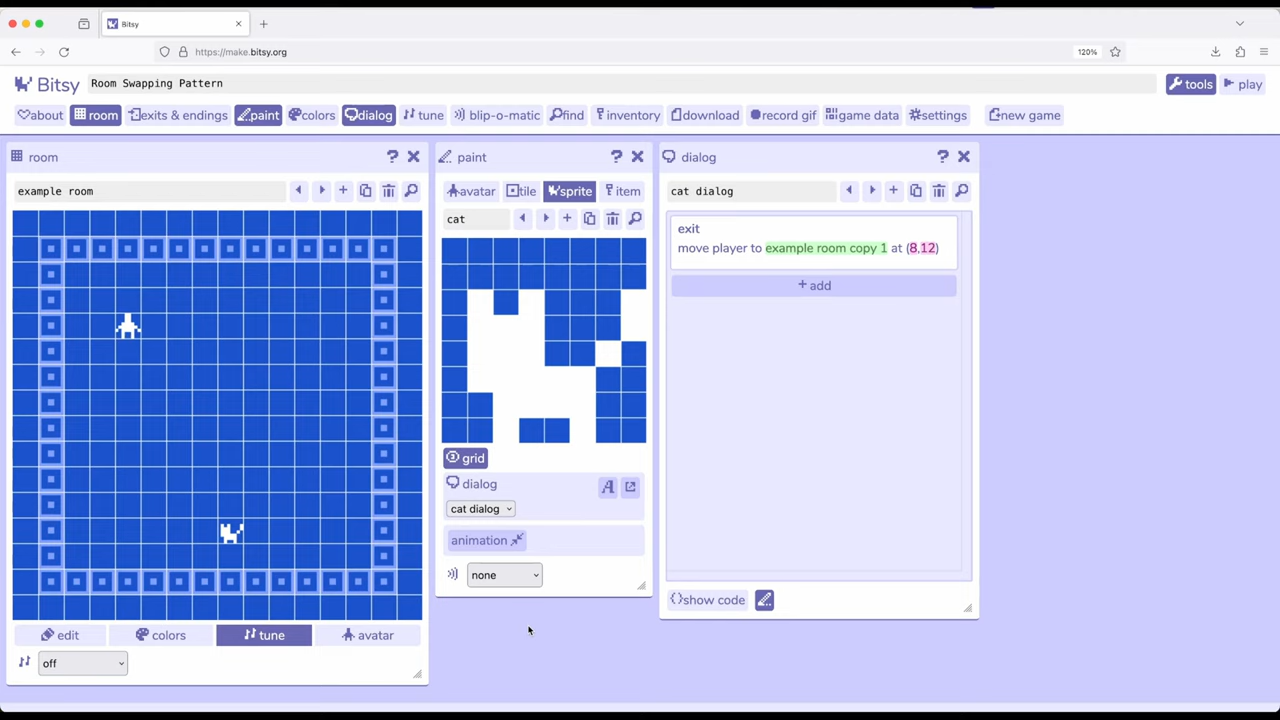 Bitsy
https://make.bitsy.org
120%
Bitsy
Room Swapping Pattern
tools
play
about
room
exits & endings
paint
colors
dialog
tune
blip-o-matic
find
inventory
download
record gif
game data
settings
new game
room
?
example room
edit
colors
tune
avatar
off
paint
?
avatar
tile
sprite
item
cat
grid
dialog
A
cat dialog
animation
none
dialog
?
cat dialog
exit
move player to example room copy 1 at (8,12)
+ add
{}show code